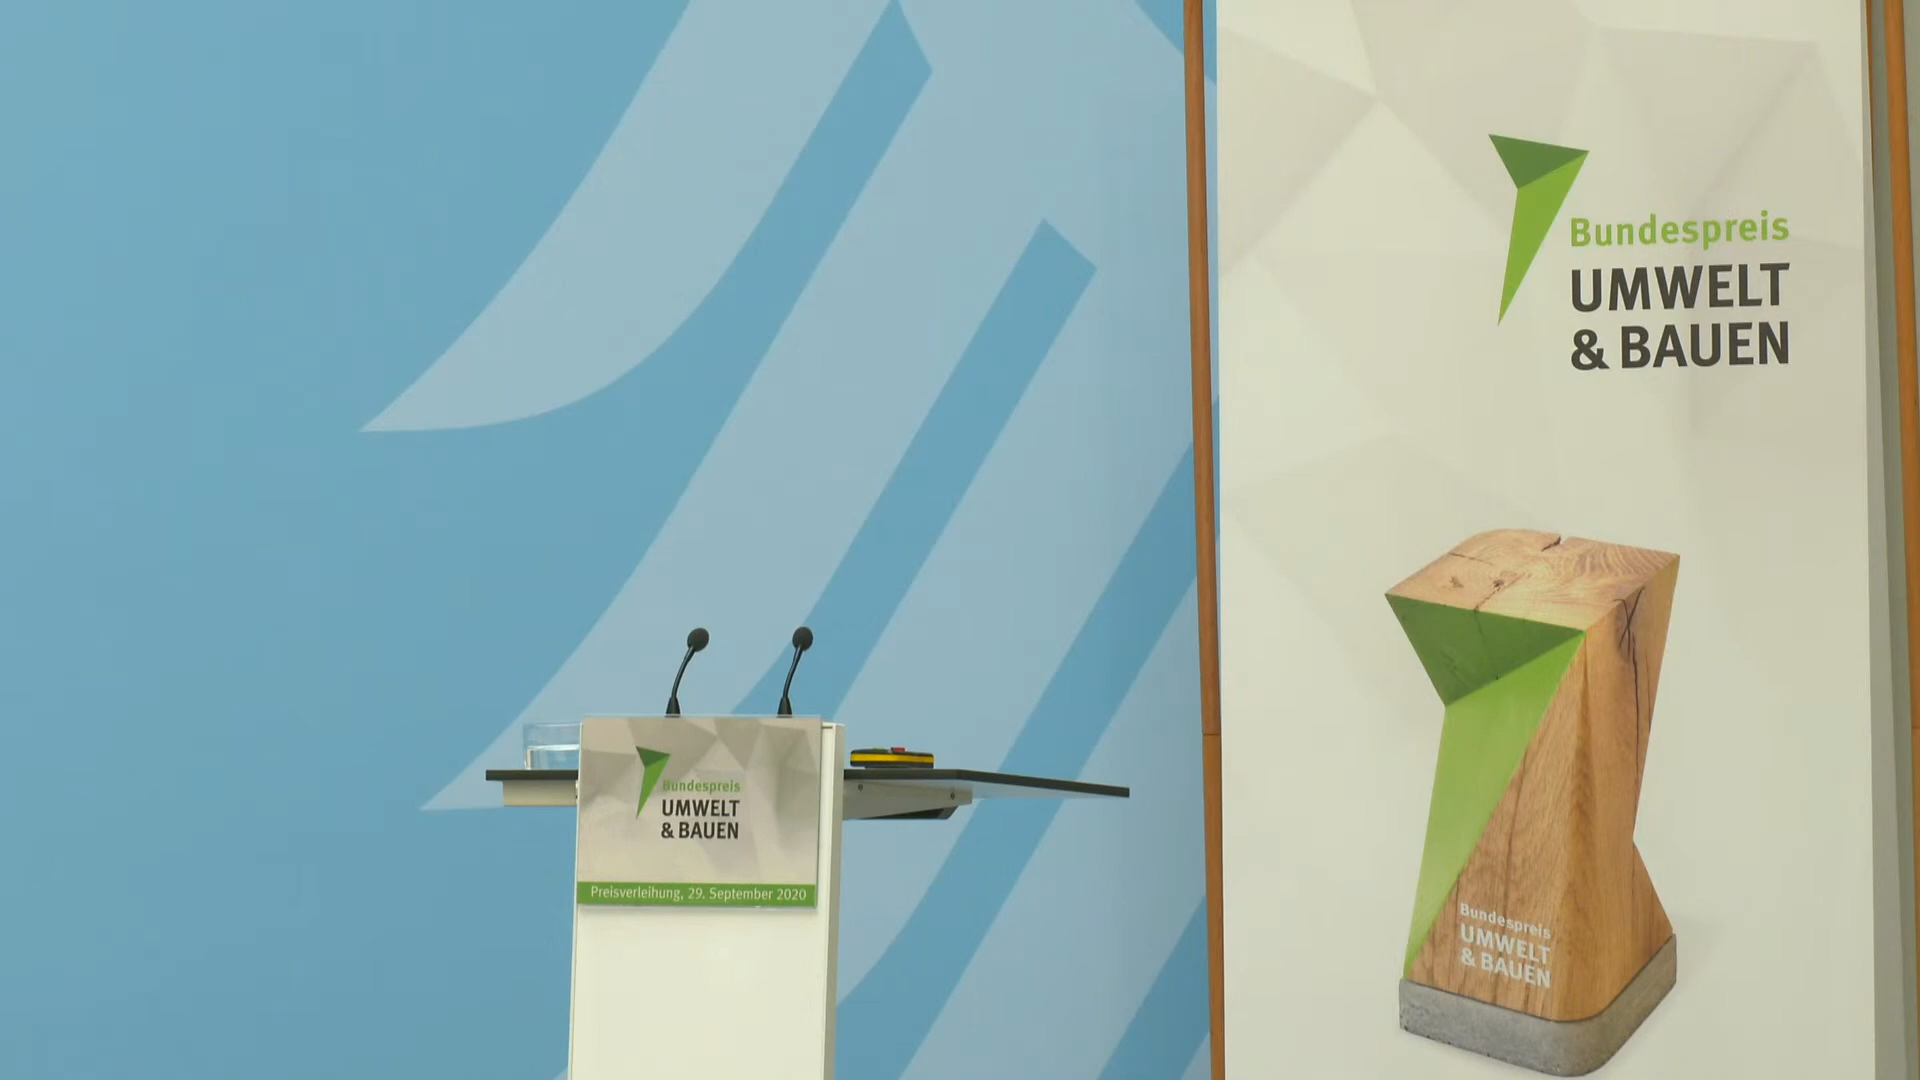 Bundespreis
UMWELT
& BAUEN
Bundespreis
UMWELT
& BAUEN
Preisverleihung, 29. September 2020
Bundespreis
UMWELT
& BAUEN